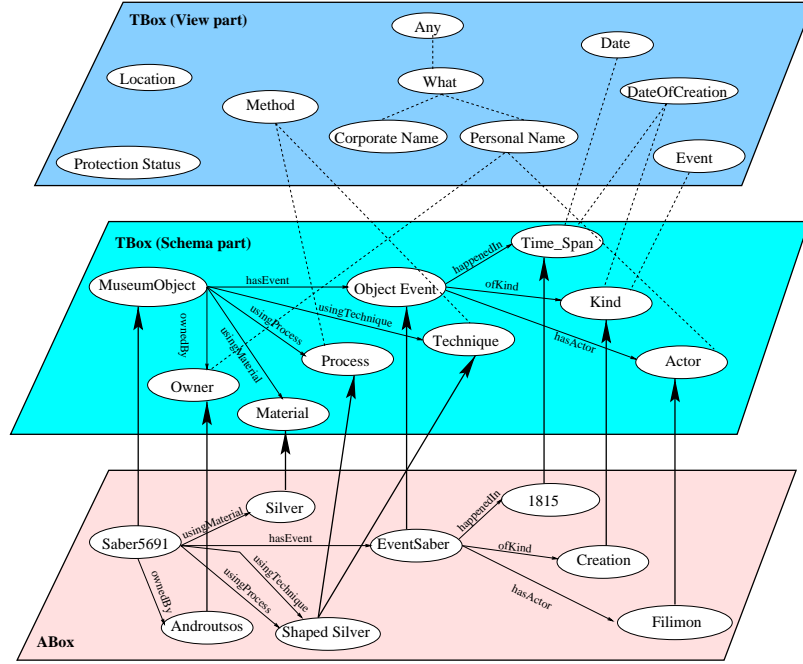 TBox (View part)
Any
Date
Location
What
DateOfCreation
Method
Corporate Name
Personal Name
Protection Status
Event
TBox (Schema part)
Time_Span
happenedIn
MuseumObject
hasEvent
Object Event
ofKind
Kind
usingTechnique
usingProcess
ownedBy
usingMaterial
Technique
hasActor
Process
Actor
Owner
Material
Silver
1815
happenedIn
usingMaterial
Saber5691
hasEvent
EventSaber
ofKind
Creation
usingTechnique
usingProcess
ownedBy
hasActor
Androutsos
Shaped Silver
Filimon
ABox